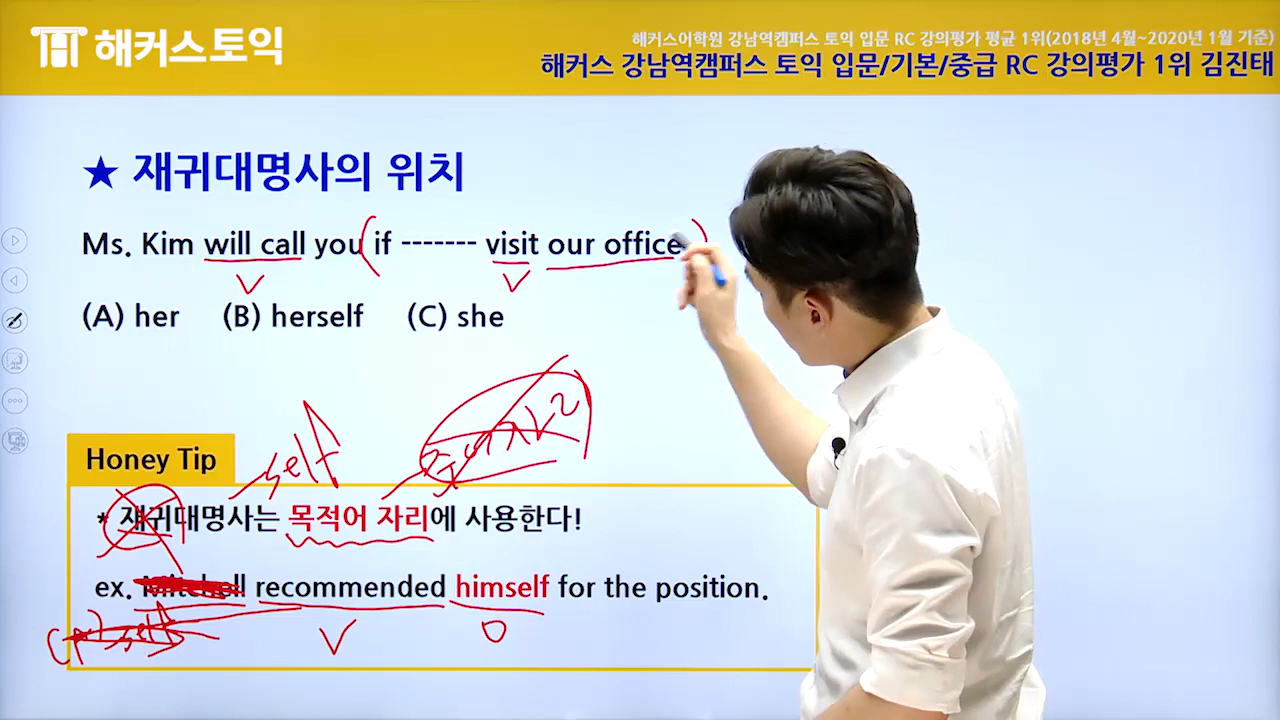 해커스토익
해커스어학원 강남역캠퍼스 토익 입문 RC 강의평가 평균 1위(2018년 4월~2020년 1월 기준)
해커스 강남역캠퍼스 토익 입문/기본/중급 RC 강의평가 1위 김진태
★ 재귀대명사의 위치
Ms. Kim will call you (if ------- visit our office)
V V
(A) her (B) herself (C) she
self
Honey Tip
* 재귀대명사는 목적어 자리에 사용한다!
ex. Mitchell recommended himself for the position.
self V O